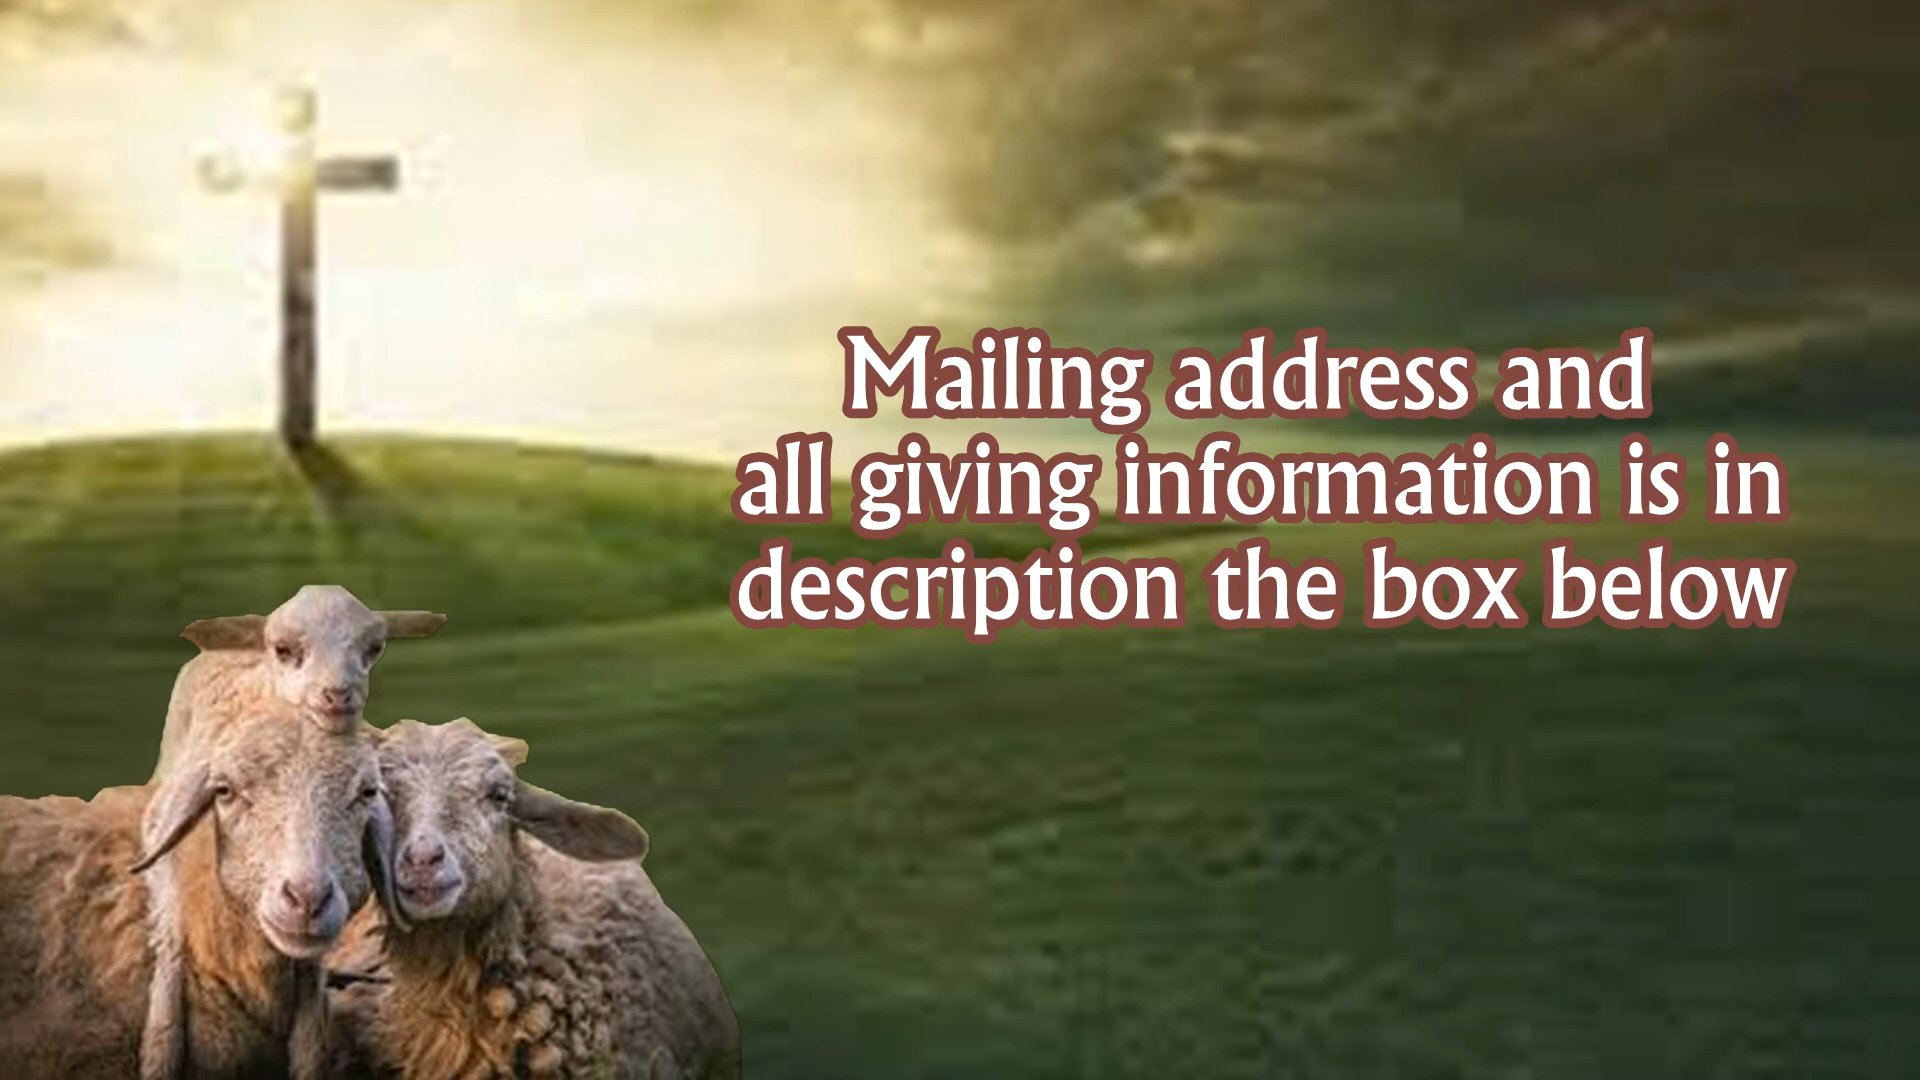 Mailing address and
all giving information is in
description the box below